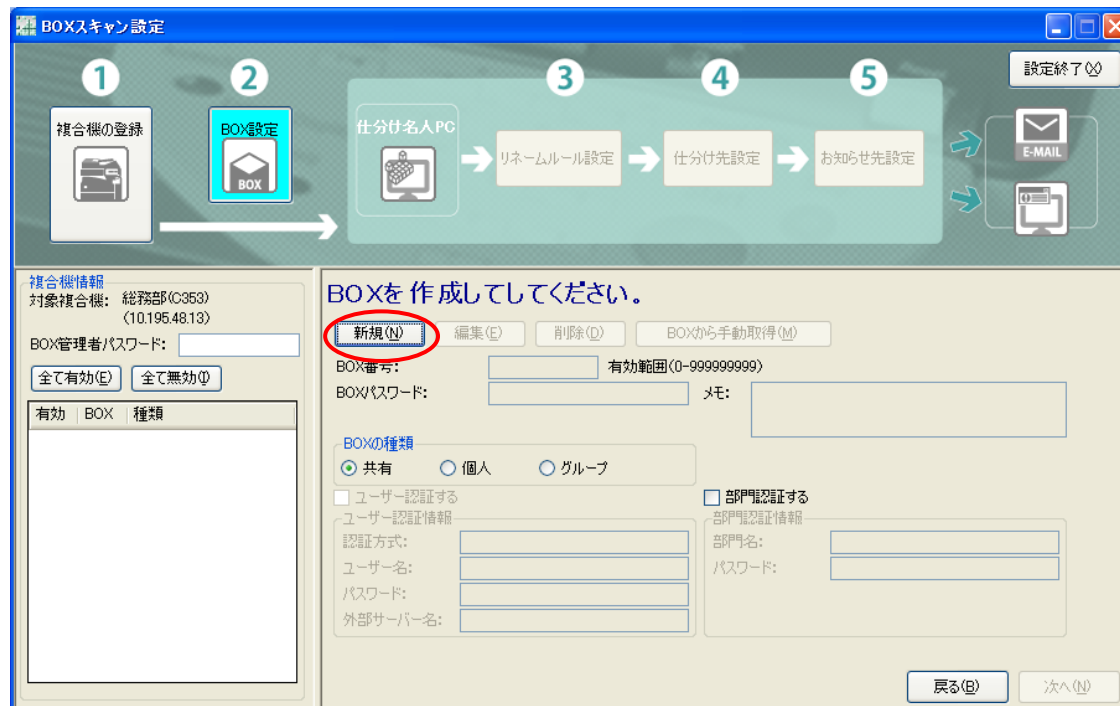 BOXスキャン設定
1
2
3
4
5
設定終了(X)
複合機の登録
BOX設定
BOX
仕分け名人PC
リネームルール設定
仕分け先設定
お知らせ先設定
E-MAIL
複合機情報
対象複合機: 総務部(C353)
(10.195.48.13)
BOX管理者パスワード:
全て有効(E) 全て無効(I)
有効 BOX 種類
BOXを作成してしてください。
新規(N) 編集(E) 削除(D) BOXから手動取得(M)
BOX番号: 有効範囲(0-999999999)
BOXパスワード: メモ:
BOXの種類
共有 個人 グループ
ユーザー認証する 部門認証する
ユーザー認証情報 部門認証情報
認証方式: 部門名:
ユーザー名: パスワード:
パスワード:
外部サーバー名:
戻る(B) 次へ(N)